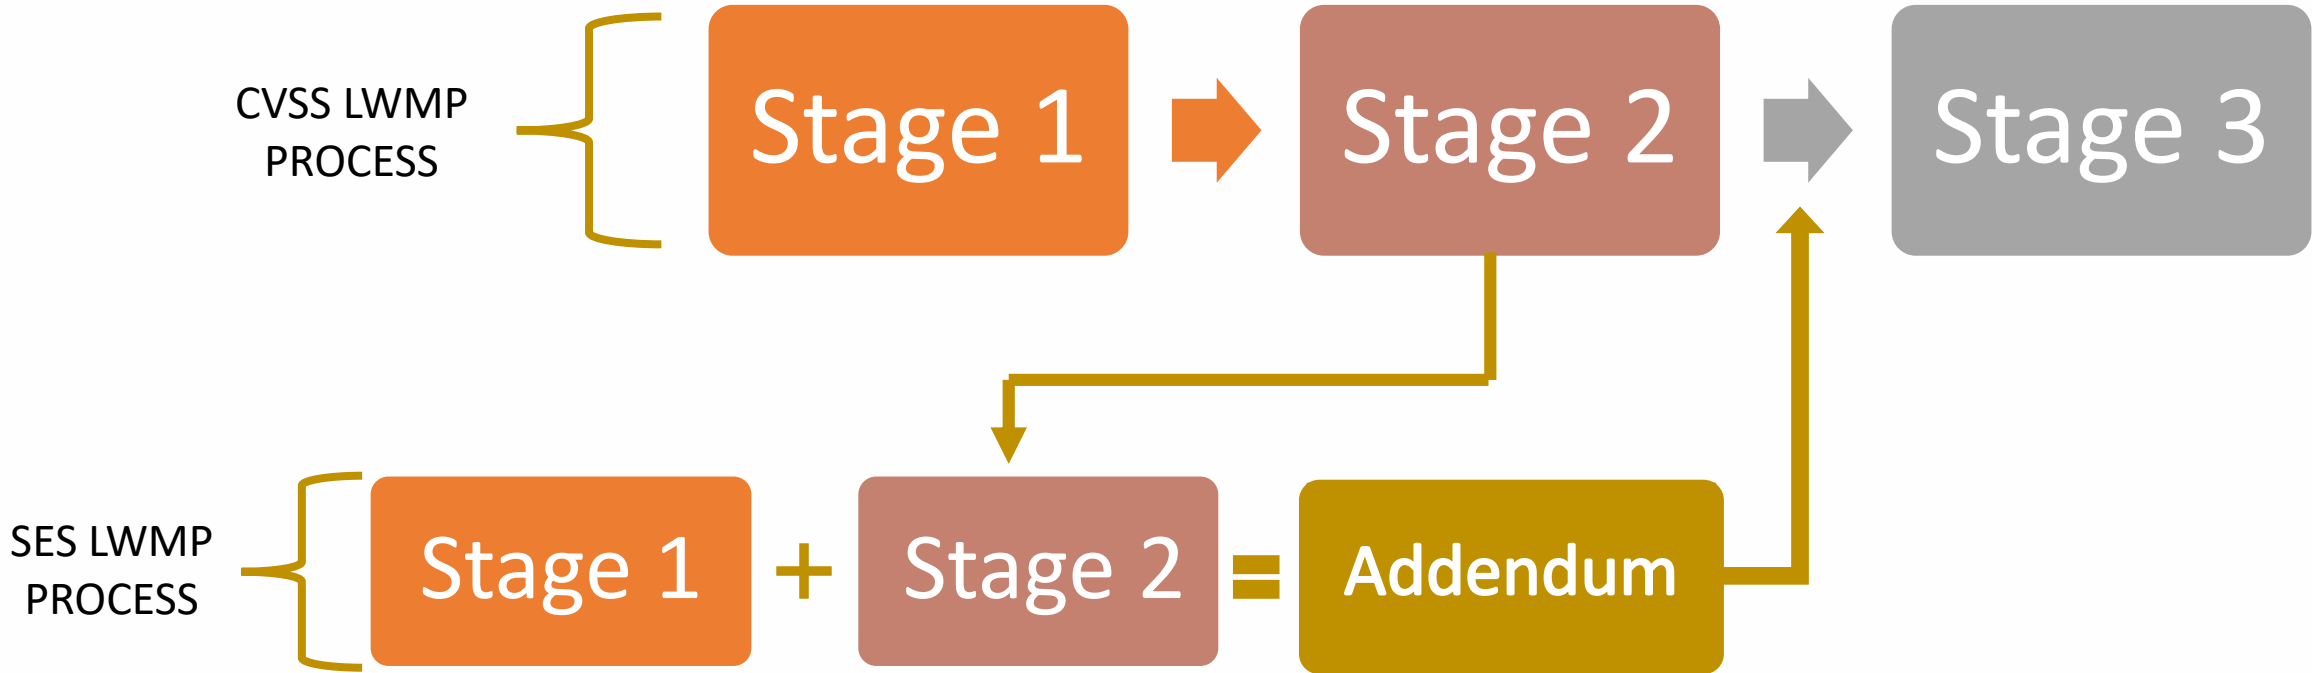 CVSS LWMP
PROCESS
Stage 1
Stage 2
Stage 3
SES LWMP
PROCESS
Stage 1
+
Stage 2
=
Addendum